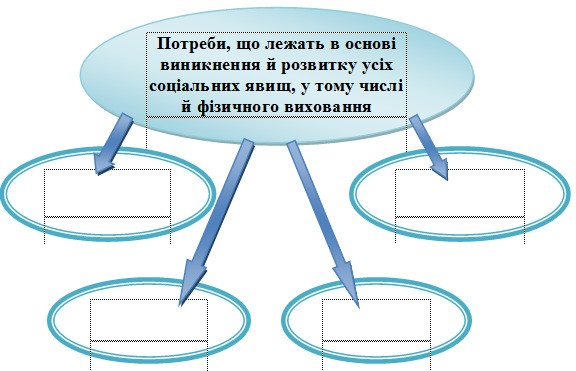 Потреби, що лежать в основі
виникнення й розвитку усіх
соціальних явищ, у тому числі
й фізичного виховання